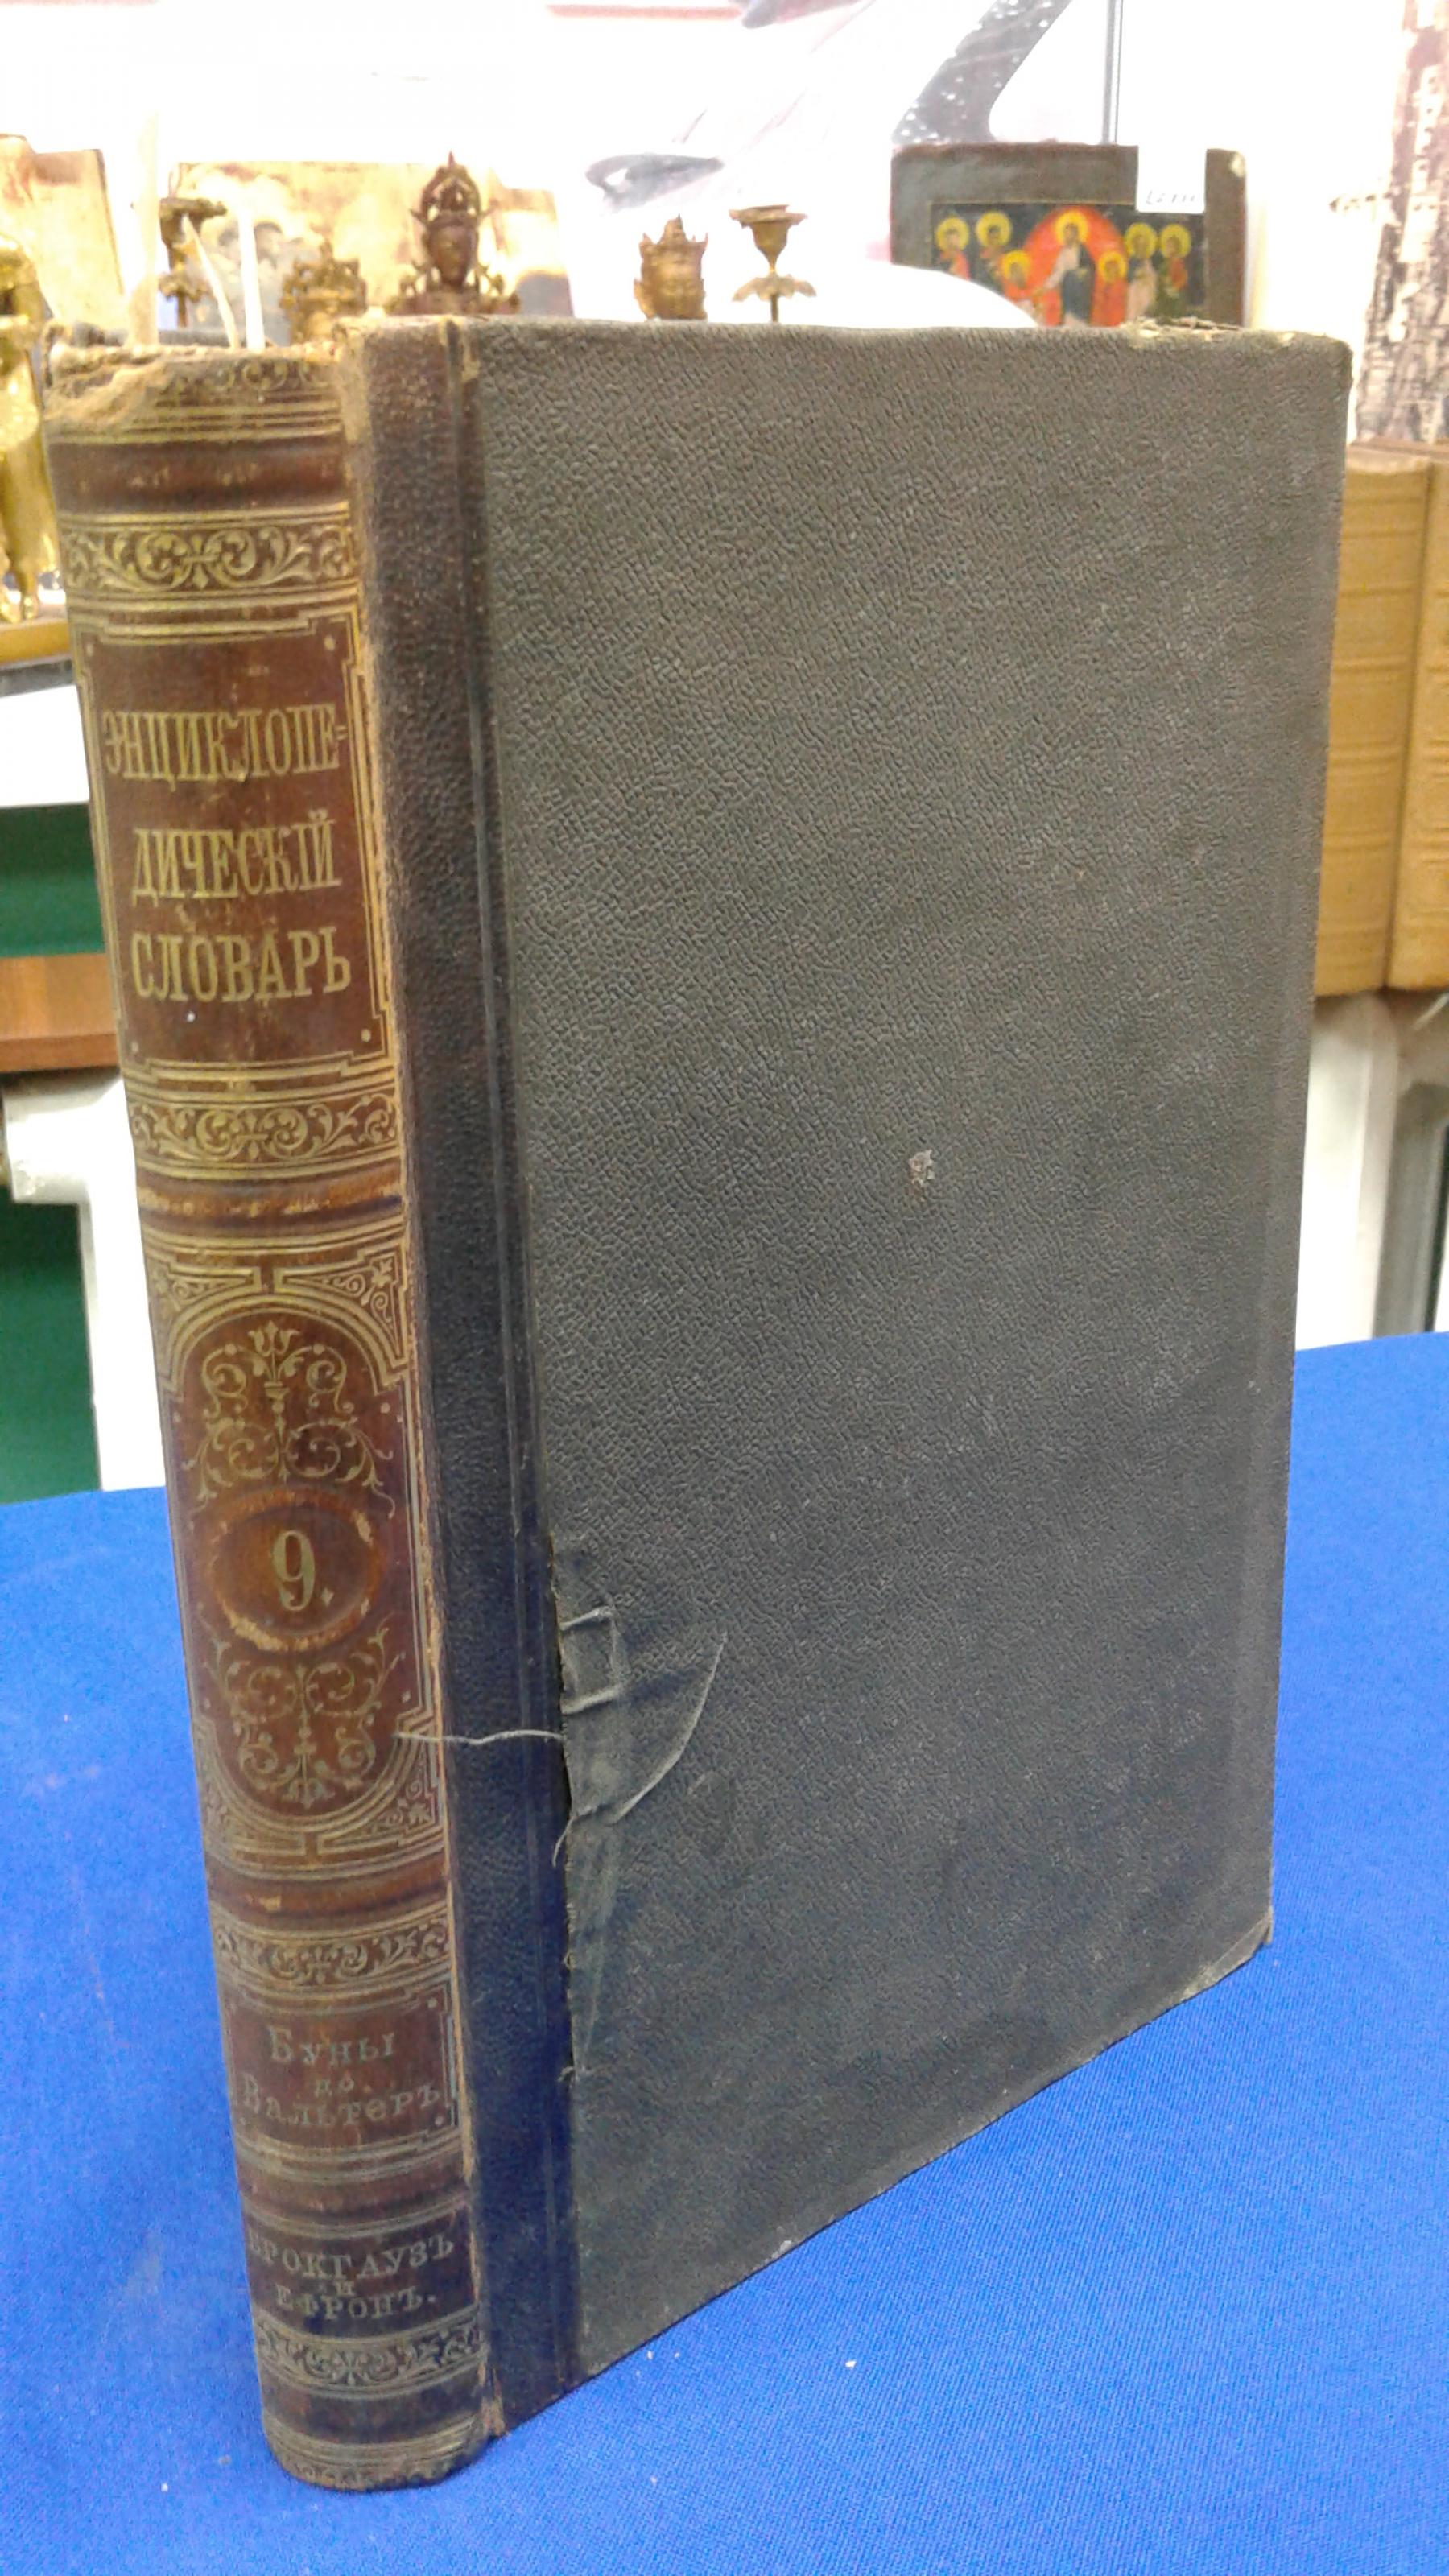 ЭНЦИКЛОПЕ=
ДИЧЕСКІЙ
СЛОВАРЬ
9.
Буны
до
Вальтеръ
БРОКГАУЗЪ
И
ЕФРОНЪ.